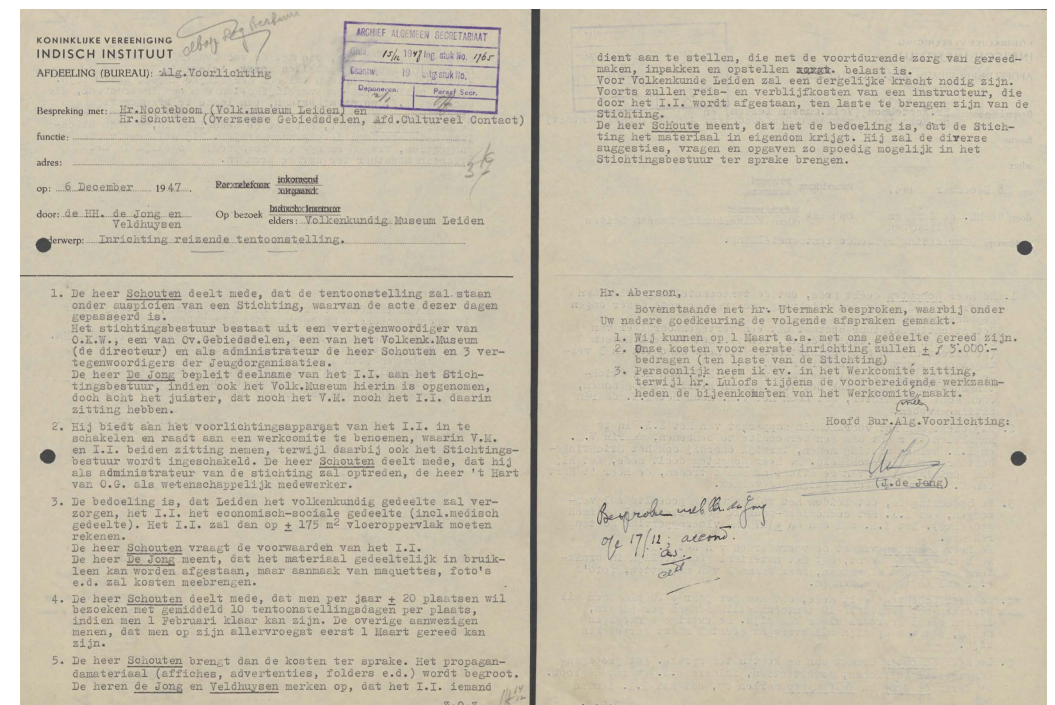 KONINKLIJKE VEREENIGING
INDISCH INSTITUUT
AFDEELING (BUREAU): Alg.Voorlichting
ARCHIEF ALGEMEEN SECRETARIAAT
15/12 1947 Ing. stuk No. 1765
Beantw. 19 Uitg. stuk No.
Deponeeren. Paraaf Secr.
Bespreking met: Hr.Nooteboom (Volk.museum Leiden) en
Hr.Schouten (Overzeese Gebiedsdelen, Afd.Cultureel Contact)
functie:
adres:
op: 6 December 1947. Per telefoon inkomend
uitgaande
door: de HH. de Jong en Op bezoek Indisch Instituut
Veldhuysen elders: Volkenkundig Museum Leiden
derwerp: Inrichting reizende tentoonstelling.
1. De heer Schouten deelt mede, dat de tentoonstelling zal staan
onder auspicien van een Stichting, waarvan de acte dezer dagen
gepasseerd is.
Het stichtingsbestuur bestaat uit een vertegenwoordiger van
O.K.W., een van Ov.Gebiedsdelen, een van het Volkenk.Museum
(de directeur) en als administrateur de heer Schouten en 3 ver-
tegenwoordigers der Jeugdorganisaties.
De heer De Jong bepleit deelname van het I.I. aan het Stich-
tingsbestuur, indien ook het Volk.Museum hierin is opgenomen,
doch acht het juister, dat noch het V.M. noch het I.I. daarin
zitting hebben.
2. Hij biedt aan het voorlichtingsapparaat van het I.I. in te
schakelen en raadt aan een werkcomite te benoemen, waarin V.M.
en I.I. beiden zitting nemen, terwijl daarbij ook het Stichtings-
bestuur wordt ingeschakeld. De heer Schouten deelt mede, dat hij
als administrateur van de stichting zal optreden, de heer 't Hart
van O.G. als wetenschappelijk medewerker.
3. De bedoeling is, dat Leiden het volkenkundig gedeelte zal ver-
zorgen, het I.I. het economisch-sociale gedeelte (incl.medisch
gedeelte). Het I.I. zal dan op ± 175 m2 vloeroppervlak moeten
rekenen.
De heer Schouten vraagt de voorwaarden van het I.I.
De heer De Jong meent, dat het materiaal gedeeltelijk in bruik-
leen kan worden afgestaan, maar aanmaak van maquettes, foto's
e.d. zal kosten meebrengen.
4. De heer Schouten deelt mede, dat men per jaar ± 20 plaatsen wil
bezoeken met gemiddeld 10 tentoonstellingsdagen per plaats,
indien men 1 Februari klaar kan zijn. De overige aanwezigen
menen, dat men op zijn allervroegst eerst 1 Maart gereed kan
zijn.
5. De heer Schouten brengt dan de kosten ter sprake. Het propagan-
damateriaal (affiches, advertenties, folders e.d.) wordt begroot.
De heren de Jong en Veldhuysen merken op, dat het I.I. iemand
dient aan te stellen, die met de voortdurende zorg van gereed-
maken, inpakken en opstellen belast is.
Voor Volkenkunde Leiden zal een dergelijke kracht nodig zijn.
Voorts zullen reis- en verblijfkosten van een instructeur, die
door het I.I. wordt afgestaan, ten laste te brengen zijn van de
Stichting.
De heer Schoute meent, dat het de bedoeling is, dat de Stich-
ting het materiaal in eigendom krijgt. Hij zal de diverse
suggesties, vragen en opgaven zo spoedig mogelijk in het
Stichtingsbestuur ter sprake brengen.
Hr. Aberson,
Bovenstaande met hr. Utermark besproken, waarbij onder
Uw nadere goedkeuring de volgende afspraken gemaakt.
1. Wij kunnen op 1 Maart a.s. met ons gedeelte gereed zijn.
2. Onze kosten voor eerste inrichting zullen ± ƒ 5.000.-
bedragen (ten laste van de Stichting)
3. Persoonlijk neem ik ev. in het Werkcomité zitting,
terwijl hr. Lulofs tijdens de voorbereidende werkzaam-
heden de bijeenkomsten van het Werkcomité maakt.
Hoofd Bur.Alg.Voorlichting:
(J.de Jong)
Besproken met de Jong
17/12; accoord.